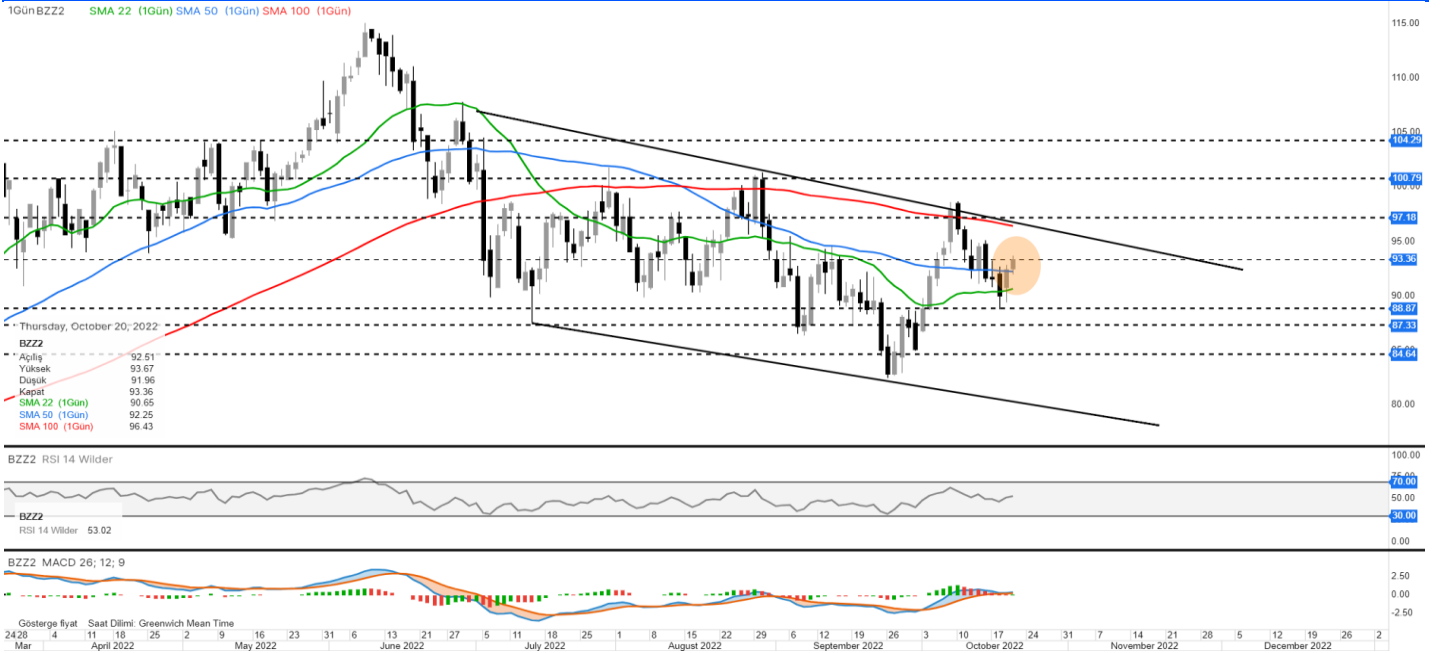 1Gün BZZ2 SMA 22 (1Gün) SMA 50 (1Gün) SMA 100 (1Gün)
115.00
110.00
105.00
104.29
100.79
100.00
97.18
95.00
93.36
90.00
88.87
87.33
84.64
80.00
Thursday, October 20, 2022
BZZ2
Açılış 92.51
Yüksek 93.67
Düşük 91.96
Kapat 93.36
SMA 22 (1Gün) 90.65
SMA 50 (1Gün) 92.25
SMA 100 (1Gün) 96.43
BZZ2 RSI 14 Wilder
100.00
75.00
70.00
50.00
30.00
0.00
BZZ2
RSI 14 Wilder 53.02
BZZ2 MACD 26; 12; 9
2.50
0.00
-2.50
Gösterge fiyat Saat Dilimi: Greenwich Mean Time
24 28 4 11 18 25 2 9 16 23 31 6 13 21 27 5 11 18 25 1 8 15 22 29 6 12 19 26 3 10 17 24 31 7 14 21 28 5 12 19 26 2
Mar April 2022 May 2022 June 2022 July 2022 August 2022 September 2022 October 2022 November 2022 December 2022